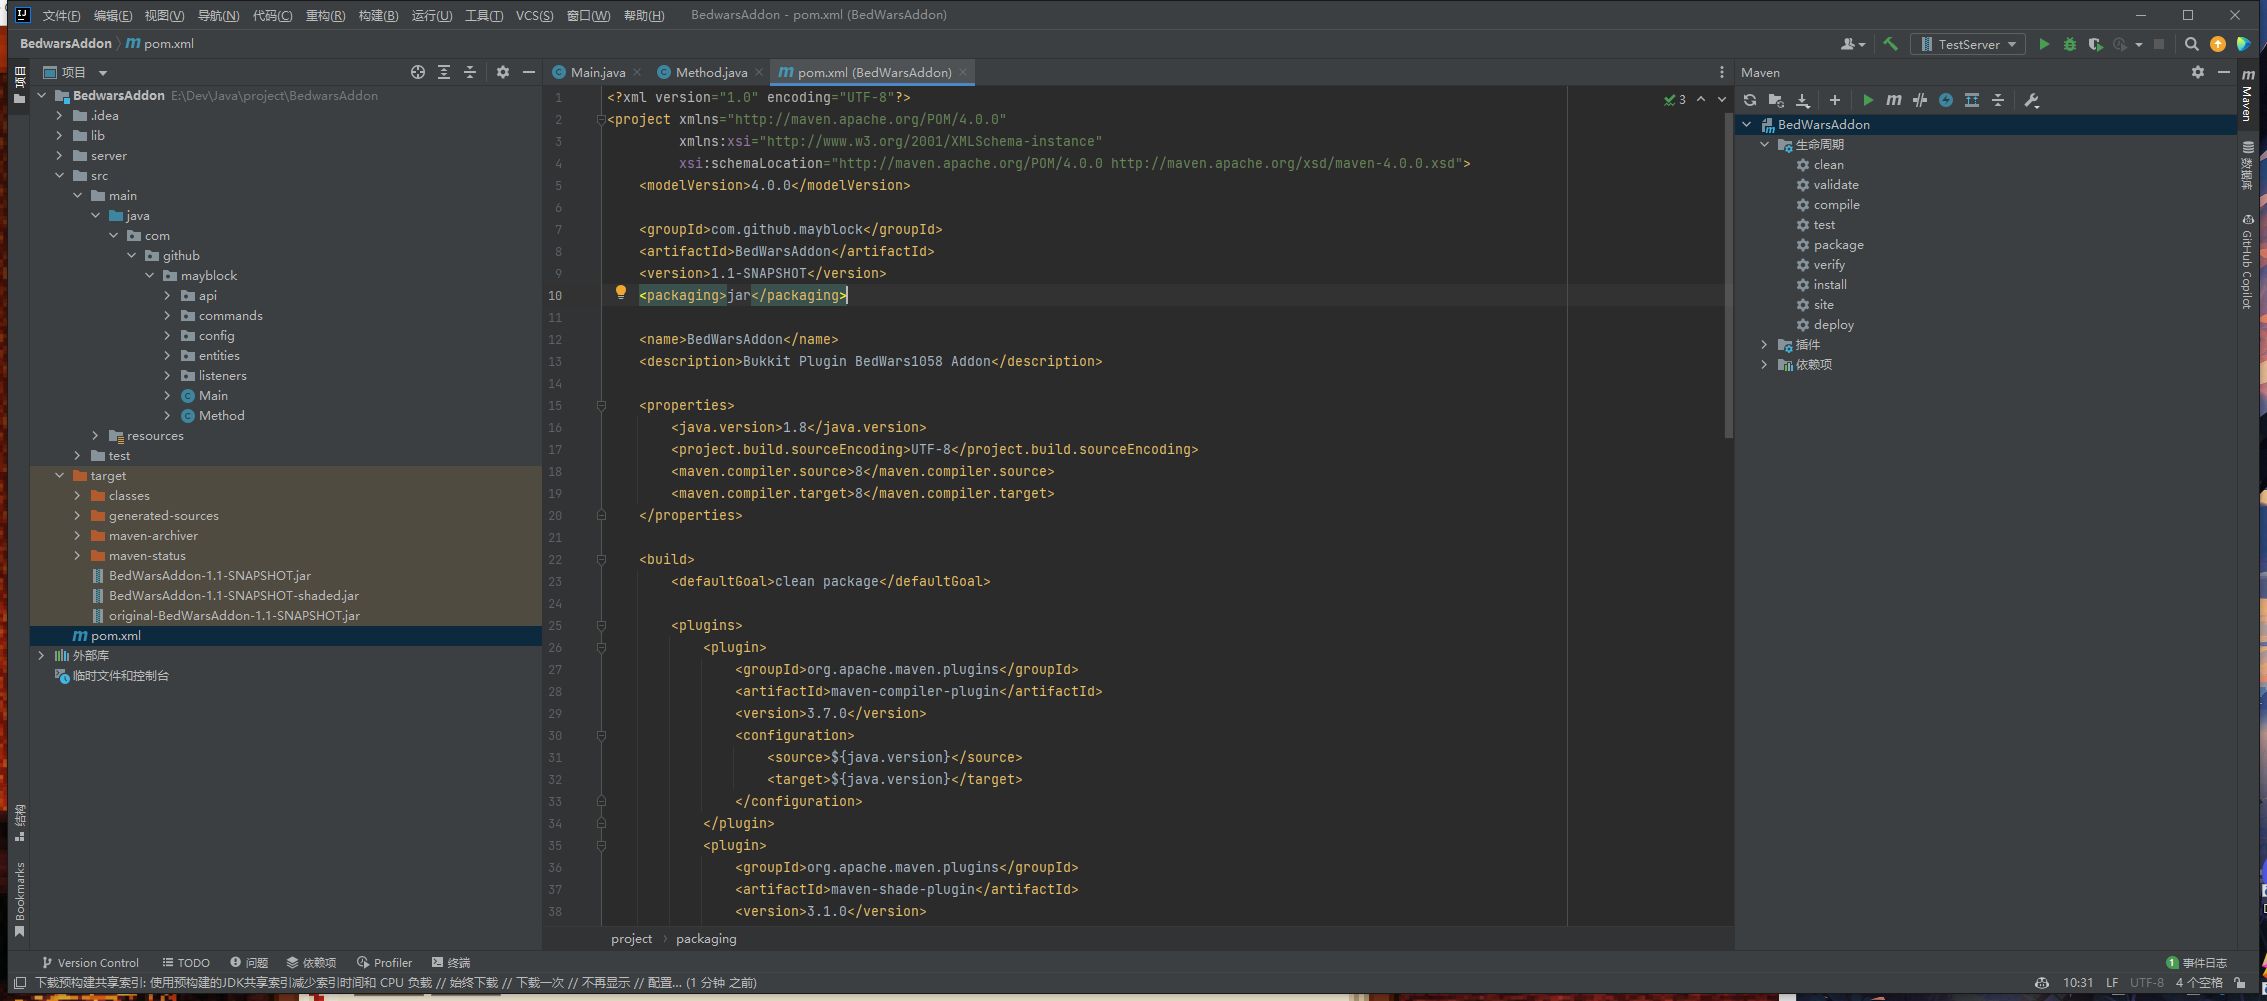 文件(F) 编辑(E) 视图(V) 导航(N) 代码(C) 重构(R) 构建(B) 运行(U) 工具(T) VCS(S) 窗口(W) 帮助(H) BedwarsAddon - pom.xml (BedWarsAddon)
BedwarsAddon pom.xml
TestServer
项目
项目
BedwarsAddon E:\Dev\Java\project\BedwarsAddon
.idea
lib
server
src
main
java
com
github
mayblock
api
commands
config
entities
listeners
Main
Method
resources
test
target
classes
generated-sources
maven-archiver
maven-status
BedWarsAddon-1.1-SNAPSHOT.jar
BedWarsAddon-1.1-SNAPSHOT-shaded.jar
original-BedWarsAddon-1.1-SNAPSHOT.jar
pom.xml
外部库
临时文件和控制台
结构
Bookmarks
Main.java Method.java pom.xml (BedWarsAddon)
3
1 <?xml version="1.0" encoding="UTF-8"?>
2 <project xmlns="http://maven.apache.org/POM/4.0.0"
3 xmlns:xsi="http://www.w3.org/2001/XMLSchema-instance"
4 xsi:schemaLocation="http://maven.apache.org/POM/4.0.0 http://maven.apache.org/xsd/maven-4.0.0.xsd">
5 <modelVersion>4.0.0</modelVersion>
6
7 <groupId>com.github.mayblock</groupId>
8 <artifactId>BedWarsAddon</artifactId>
9 <version>1.1-SNAPSHOT</version>
10 <packaging>jar</packaging>
11
12 <name>BedWarsAddon</name>
13 <description>Bukkit Plugin BedWars1058 Addon</description>
14
15 <properties>
16 <java.version>1.8</java.version>
17 <project.build.sourceEncoding>UTF-8</project.build.sourceEncoding>
18 <maven.compiler.source>8</maven.compiler.source>
19 <maven.compiler.target>8</maven.compiler.target>
20 </properties>
21
22 <build>
23 <defaultGoal>clean package</defaultGoal>
24
25 <plugins>
26 <plugin>
27 <groupId>org.apache.maven.plugins</groupId>
28 <artifactId>maven-compiler-plugin</artifactId>
29 <version>3.7.0</version>
30 <configuration>
31 <source>${java.version}</source>
32 <target>${java.version}</target>
33 </configuration>
34 </plugin>
35 <plugin>
36 <groupId>org.apache.maven.plugins</groupId>
37 <artifactId>maven-shade-plugin</artifactId>
38 <version>3.1.0</version>
project packaging
Maven
BedWarsAddon
生命周期
clean
validate
compile
test
package
verify
install
site
deploy
插件
依赖项
Maven
数据库
GitHub Copilot
Version Control TODO 问题 依赖项 Profiler 终端
1 事件日志
下载预构建共享索引: 使用预构建的JDK共享索引减少索引时间和 CPU 负载 // 始终下载 // 下载一次 // 不再显示 // 配置... (1 分钟 之前)
10:31 LF UTF-8 4 个空格